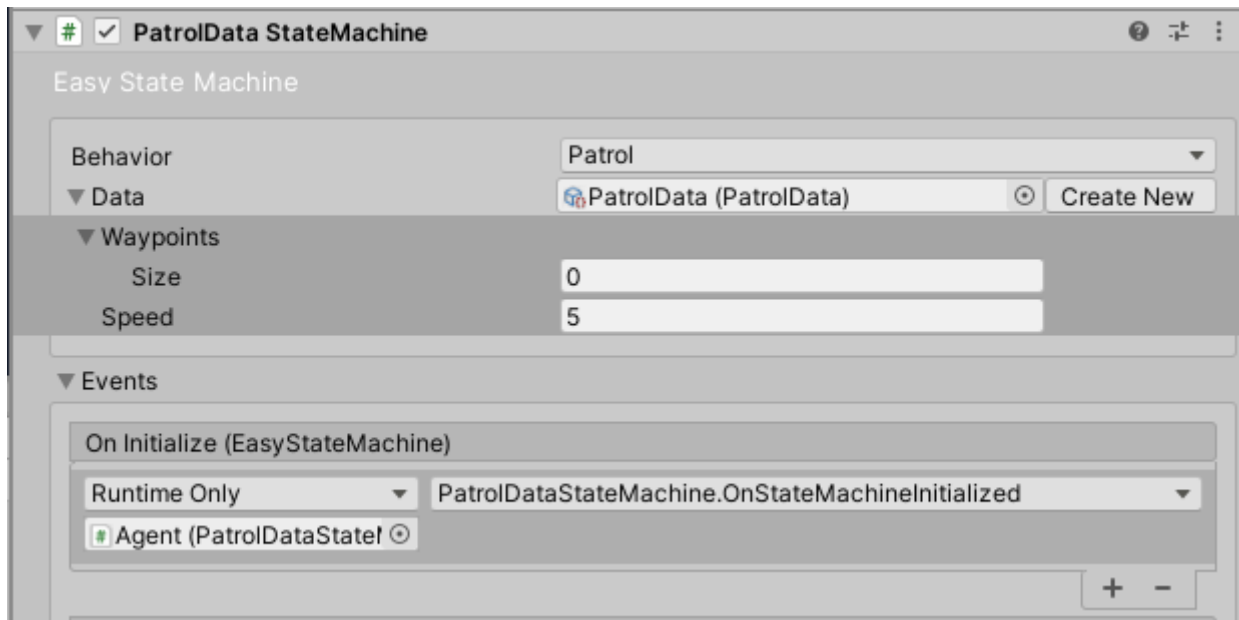 PatrolData StateMachine
Easy State Machine
Behavior Patrol
Data PatrolData (PatrolData) Create New
Waypoints
Size 0
Speed 5
Events
On Initialize (EasyStateMachine)
Runtime Only PatrolDataStateMachine.OnStateMachineInitialized
Agent (PatrolDataState